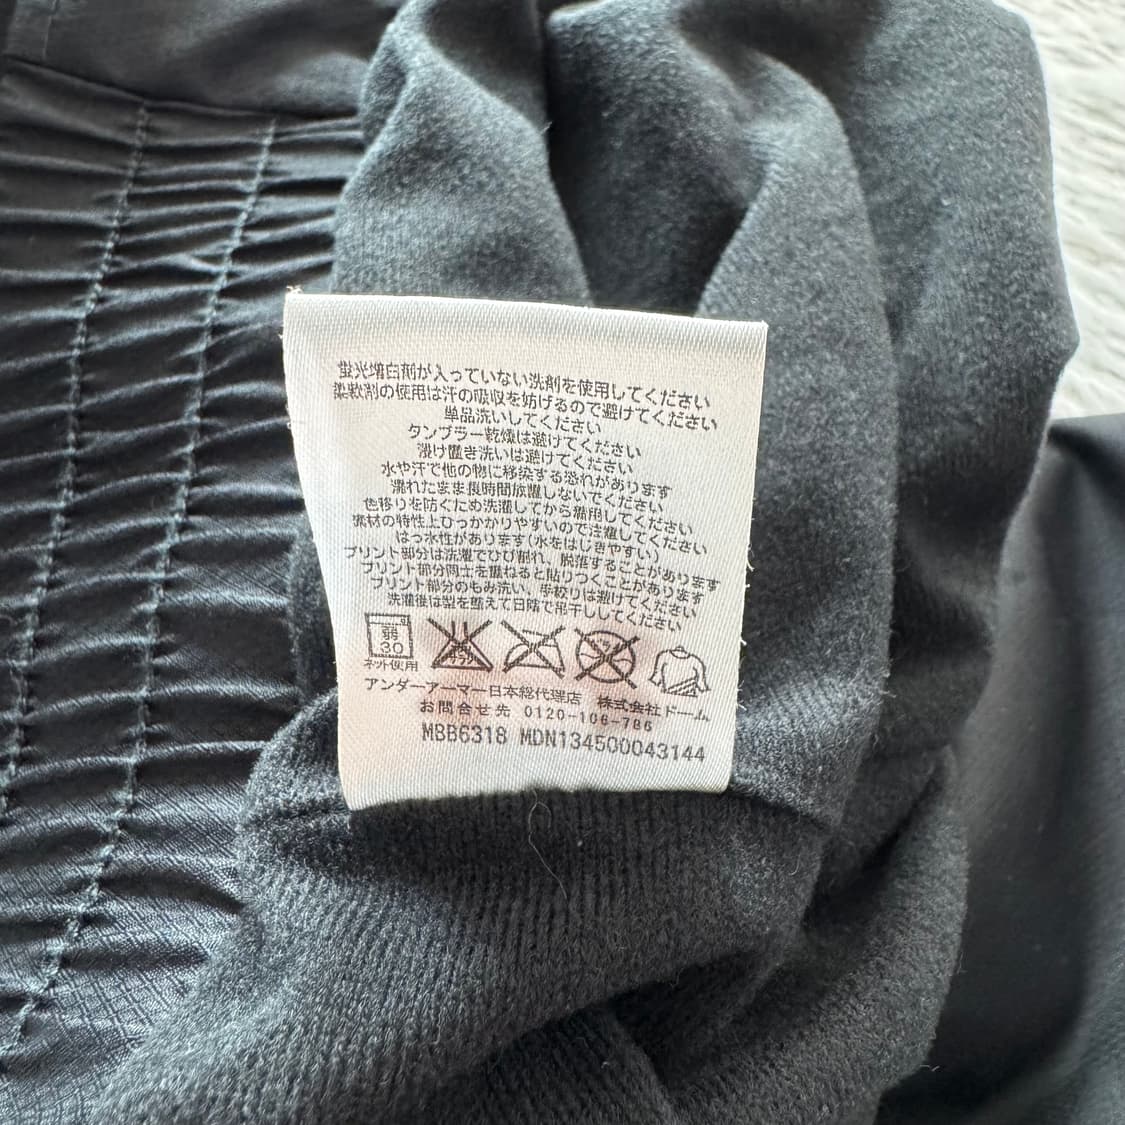 蛍光増白剤が入っていない洗剤を使用してください
柔軟剤の使用は汗の吸収を妨げるので避けてください
単品洗いしてください
タンブラー乾燥は避けてください
浸け置き洗いは避けてください
水や汗で他の物に移染する恐れがあります
濡れたまま長時間放置しないでください
色移りを防ぐため洗濯してから着用してください
素材の特性上ひっかかりやすいので注意してください
はっ水性があります(水をはじきやすい)
プリント部分は洗濯でひび割れ、脱落することがあります
プリント部分同士を重ねると貼りつくことがあります
プリント部分のもみ洗い、手絞りは避けてください
洗濯後は型を整えて日陰で吊干ししてください
弱
30
ネット使用
アンダーアーマー日本総代理店 株式会社ドーム
お問合せ先 0120-106-786
MBB6318 MDN134500043144